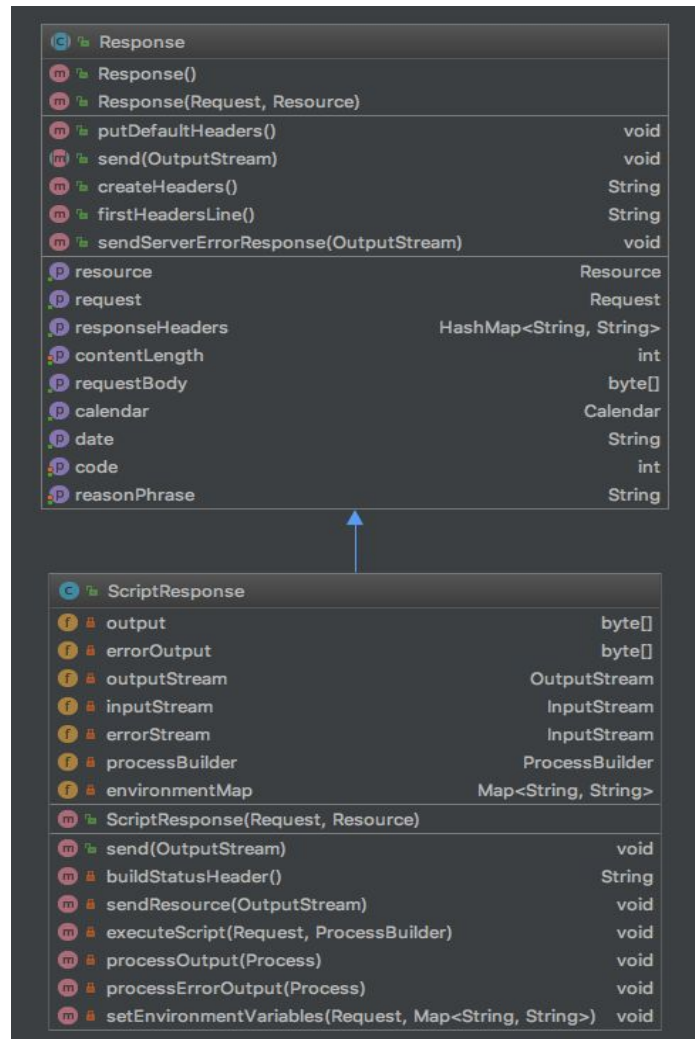 Response
Response()
Response(Request, Resource)
putDefaultHeaders() void
send(OutputStream) void
createHeaders() String
firstHeadersLine() String
sendServerErrorResponse(OutputStream) void
resource Resource
request Request
responseHeaders HashMap<String, String>
contentLength int
requestBody byte[]
calendar Calendar
date String
code int
reasonPhrase String
ScriptResponse
output byte[]
errorOutput byte[]
outputStream OutputStream
inputStream InputStream
errorStream InputStream
processBuilder ProcessBuilder
environmentMap Map<String, String>
ScriptResponse(Request, Resource)
send(OutputStream) void
buildStatusHeader() String
sendResource(OutputStream) void
executeScript(Request, ProcessBuilder) void
processOutput(Process) void
processErrorOutput(Process) void
setEnvironmentVariables(Request, Map<String, String>) void